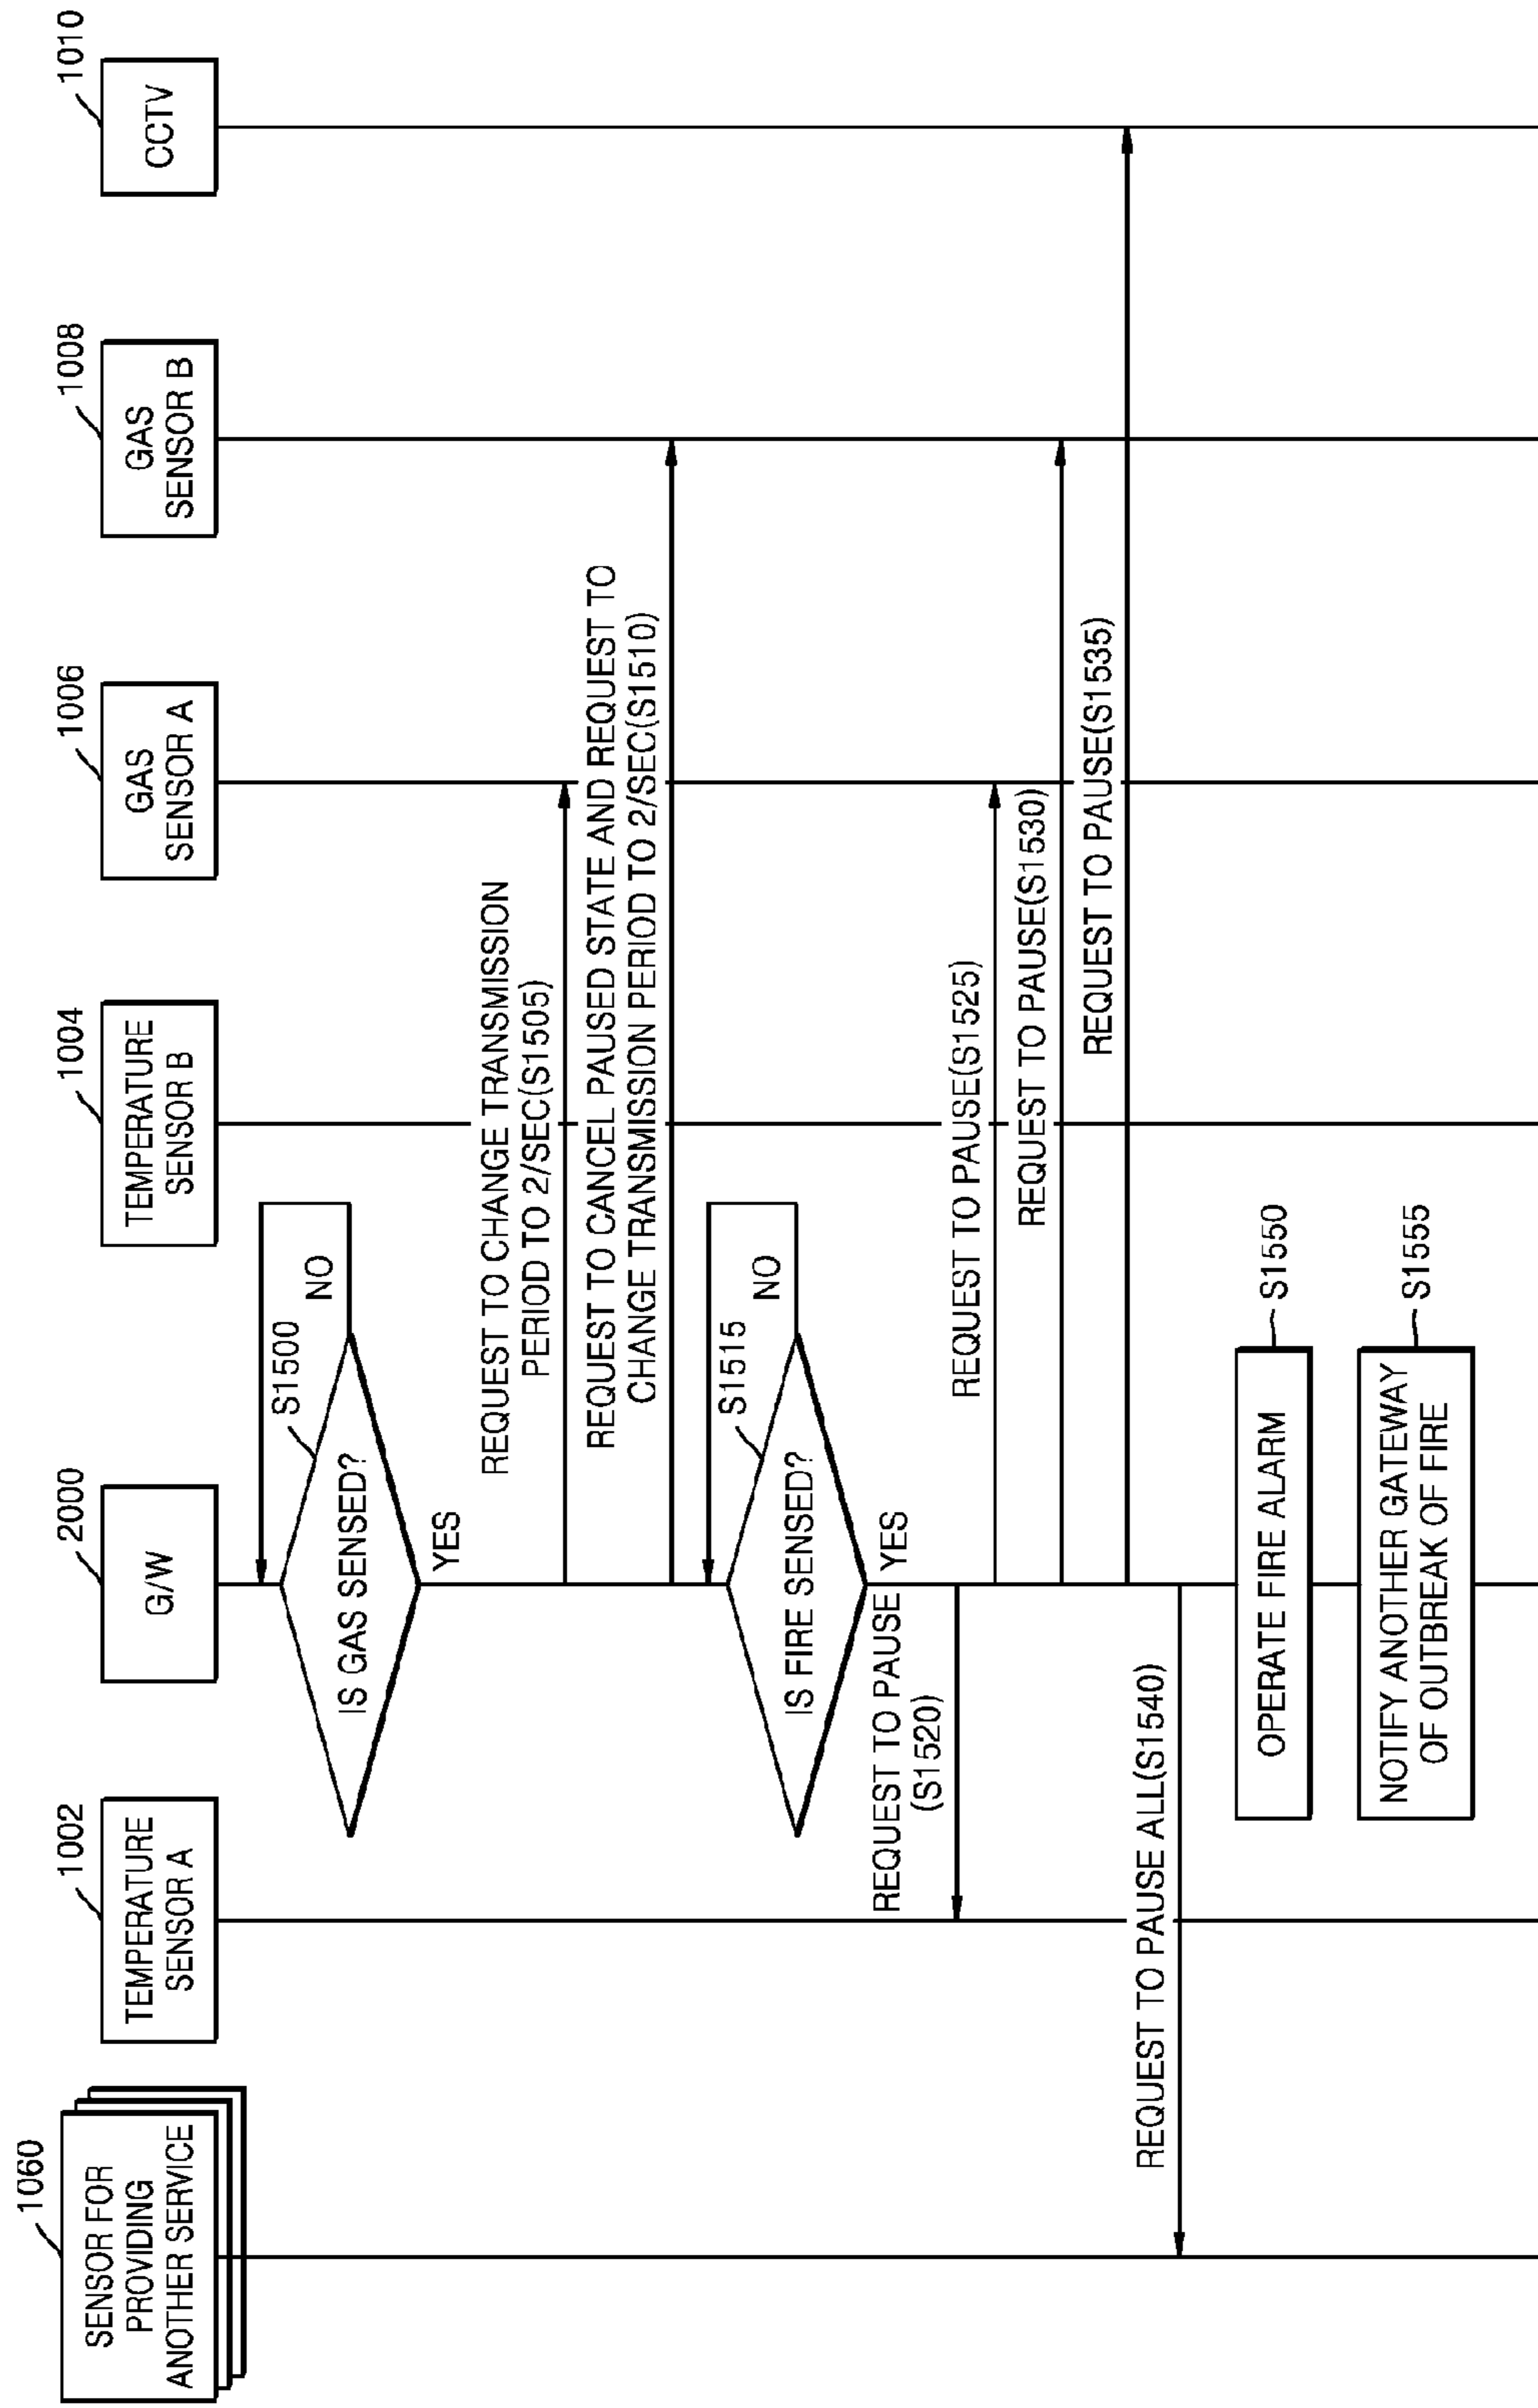 1060
SENSOR FOR
PROVIDING
ANOTHER SERVICE
1002
TEMPERATURE
SENSOR A
2000
G/W
1004
TEMPERATURE
SENSOR B
1006
GAS
SENSOR A
1008
GAS
SENSOR B
1010
CCTV
S1500
IS GAS SENSED?
NO
YES
REQUEST TO CHANGE TRANSMISSION
PERIOD TO 2/SEC(S1505)
REQUEST TO CANCEL PAUSED STATE AND REQUEST TO
CHANGE TRANSMISSION PERIOD TO 2/SEC(S1510)
S1515
IS FIRE SENSED?
NO
YES
REQUEST TO PAUSE
(S1520)
REQUEST TO PAUSE(S1525)
REQUEST TO PAUSE(S1530)
REQUEST TO PAUSE(S1535)
REQUEST TO PAUSE ALL(S1540)
OPERATE FIRE ALARM
S1550
NOTIFY ANOTHER GATEWAY
OF OUTBREAK OF FIRE
S1555